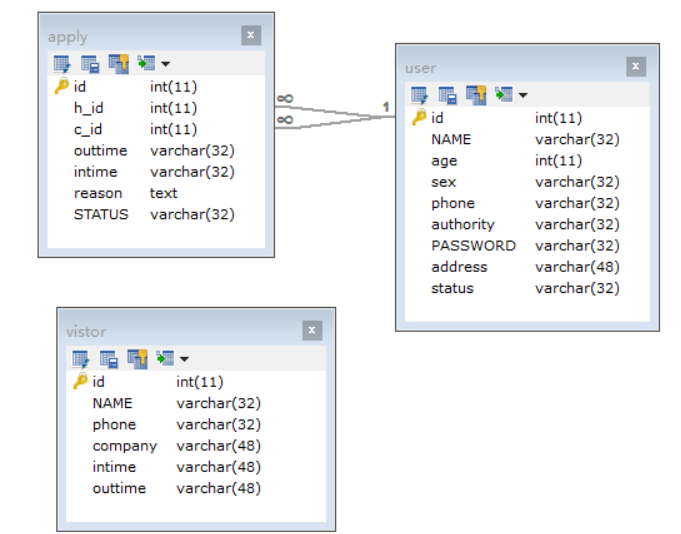 apply
id int(11)
h_id int(11)
c_id int(11)
outtime varchar(32)
intime varchar(32)
reason text
STATUS varchar(32)
∞
∞
1
user
id int(11)
NAME varchar(32)
age int(11)
sex varchar(32)
phone varchar(32)
authority varchar(32)
PASSWORD varchar(32)
address varchar(48)
status varchar(32)
vistor
id int(11)
NAME varchar(32)
phone varchar(32)
company varchar(48)
intime varchar(48)
outtime varchar(48)